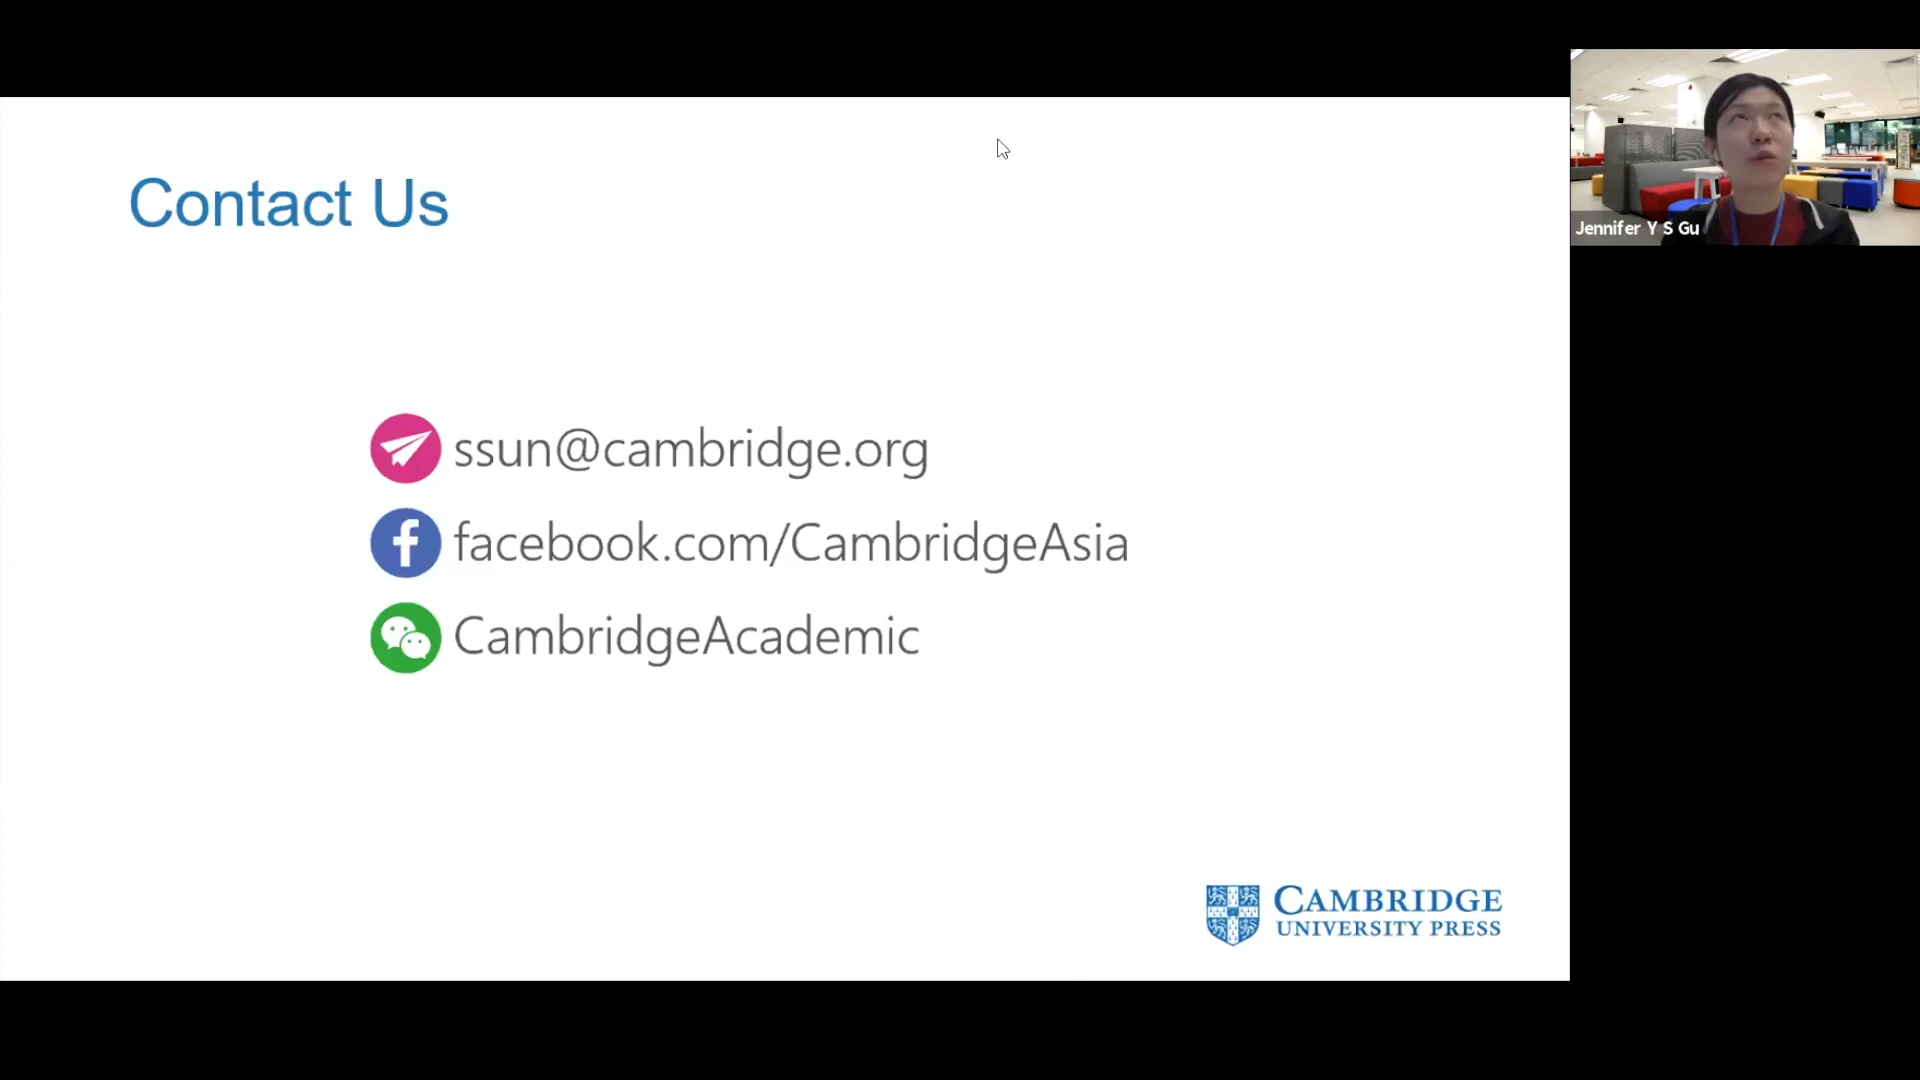 Contact Us
ssun@cambridge.org
facebook.com/CambridgeAsia
CambridgeAcademic
CAMBRIDGE
UNIVERSITY PRESS
Jennifer Y S Gu